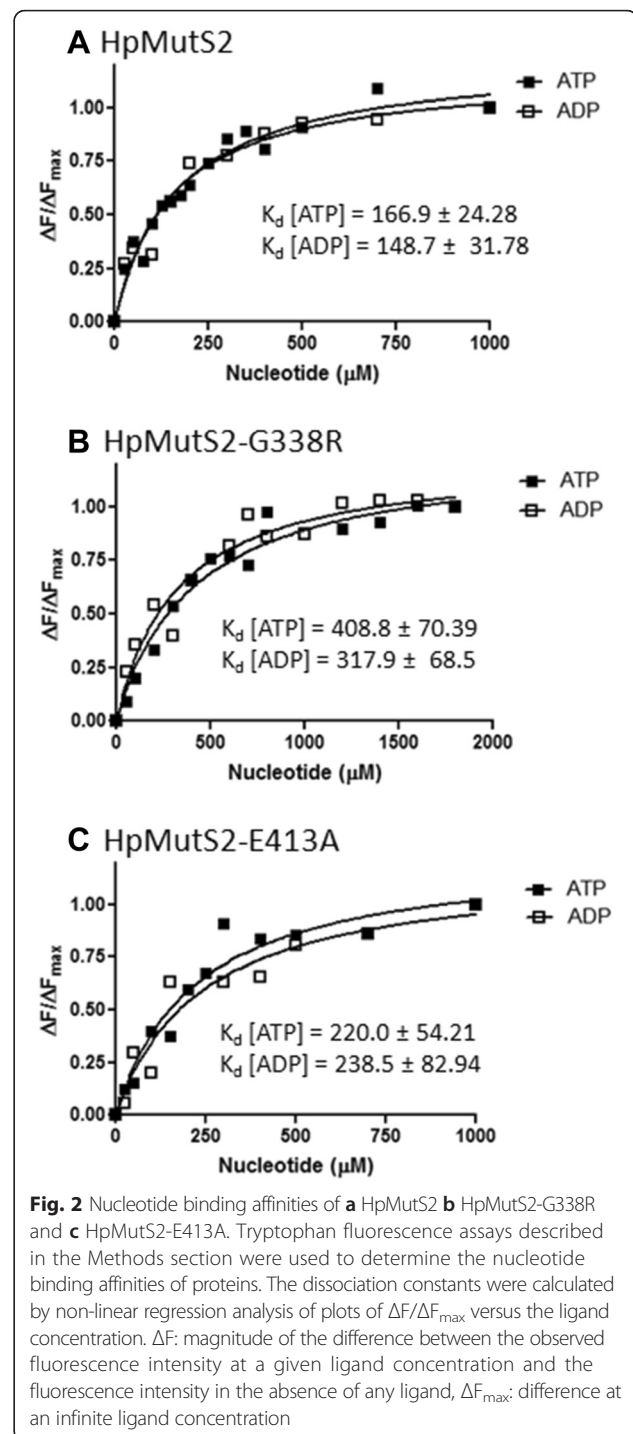 A HpMutS2
ATP
ADP
1.00
0.75
0.50
0.25
0.00
ΔF/ΔFmax
Kd [ATP] = 166.9 ± 24.28
Kd [ADP] = 148.7 ± 31.78
0 250 500 750 1000
Nucleotide (μM)
B HpMutS2-G338R
ATP
ADP
1.00
0.75
0.50
0.25
0.00
ΔF/ΔFmax
Kd [ATP] = 408.8 ± 70.39
Kd [ADP] = 317.9 ± 68.5
0 500 1000 1500 2000
Nucleotide (μM)
C HpMutS2-E413A
ATP
ADP
1.00
0.75
0.50
0.25
0.00
ΔF/ΔFmax
Kd [ATP] = 220.0 ± 54.21
Kd [ADP] = 238.5 ± 82.94
0 250 500 750 1000
Nucleotide (μM)
Fig. 2 Nucleotide binding affinities of a HpMutS2 b HpMutS2-G338R
and c HpMutS2-E413A. Tryptophan fluorescence assays described
in the Methods section were used to determine the nucleotide
binding affinities of proteins. The dissociation constants were calculated
by non-linear regression analysis of plots of ΔF/ΔFmax versus the ligand
concentration. ΔF: magnitude of the difference between the observed
fluorescence intensity at a given ligand concentration and the
fluorescence intensity in the absence of any ligand, ΔFmax: difference at
an infinite ligand concentration